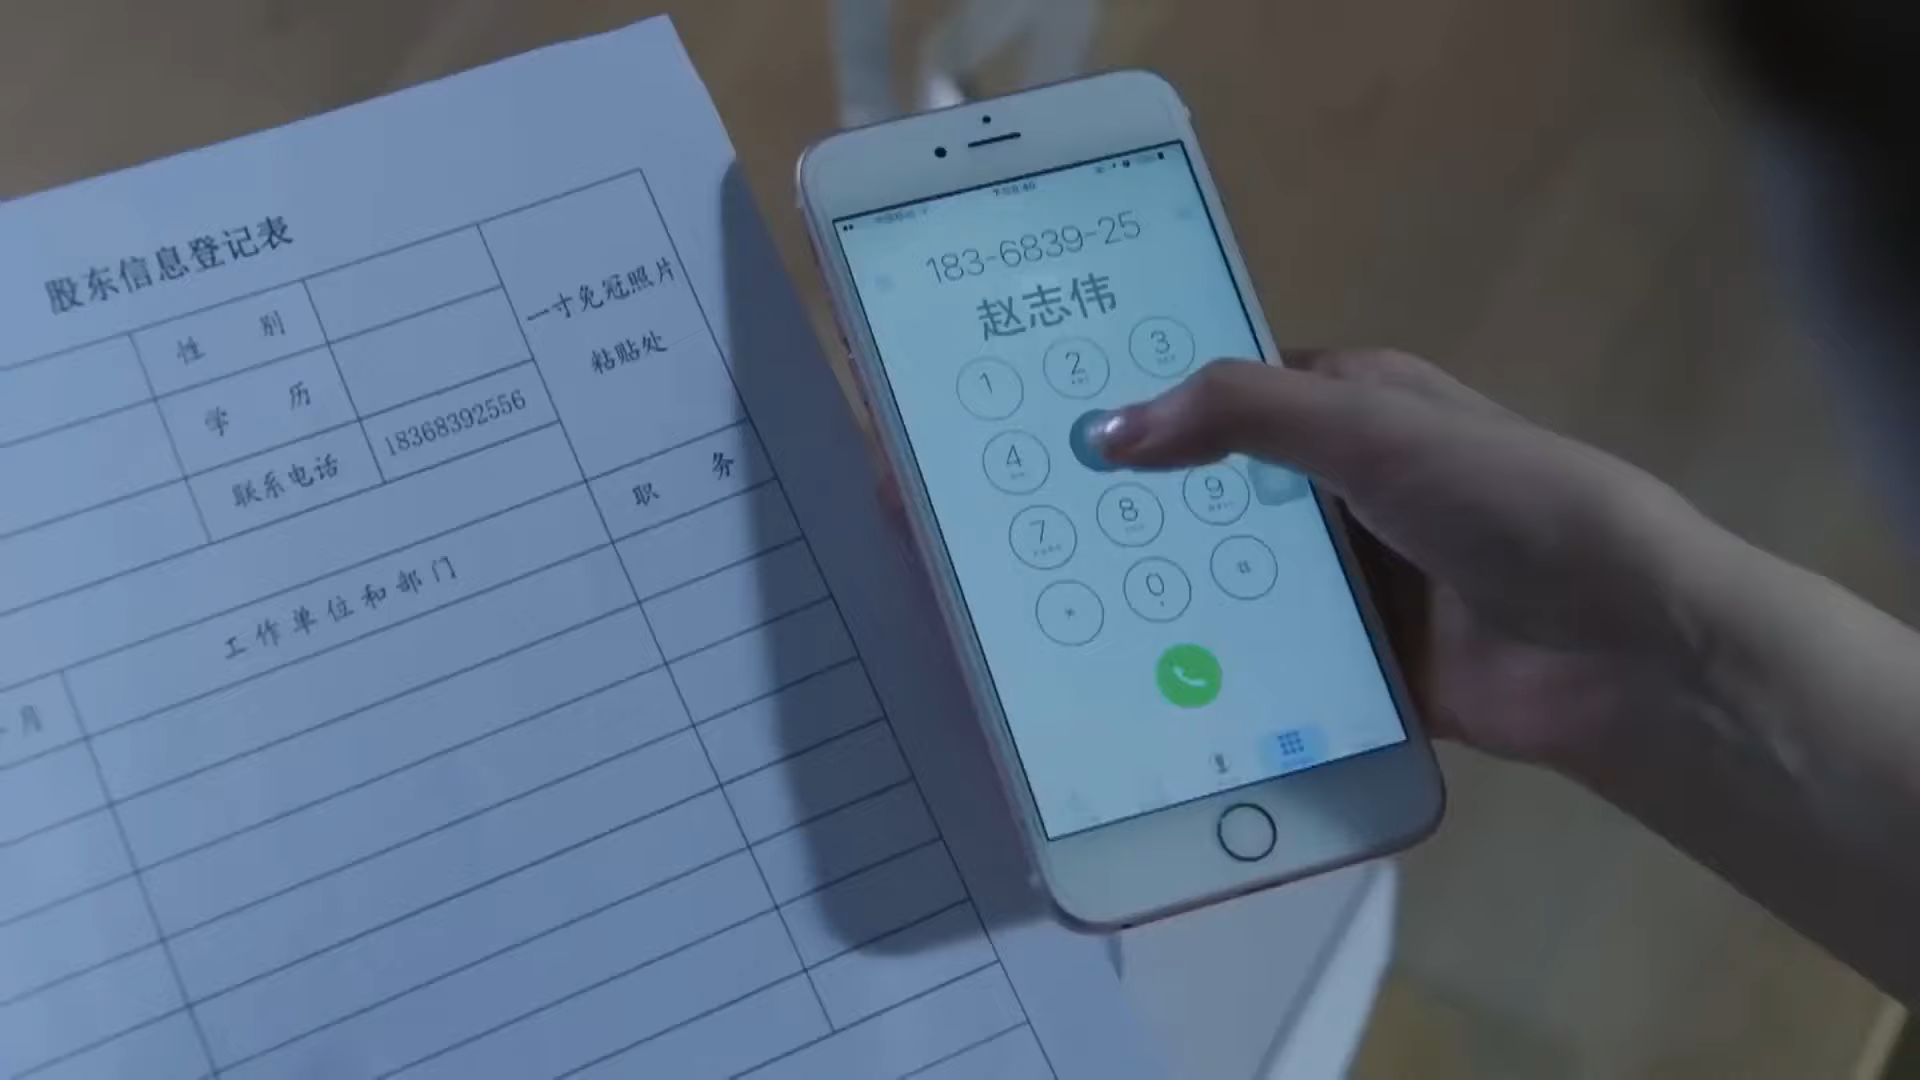 股东信息登记表
性 别
一寸免冠照片
粘贴处
学 历
联系电话
18368392556
职 务
工作单位和部门
月
183-6839-25
赵志伟
1
2
3
4
7
8
9
*
0